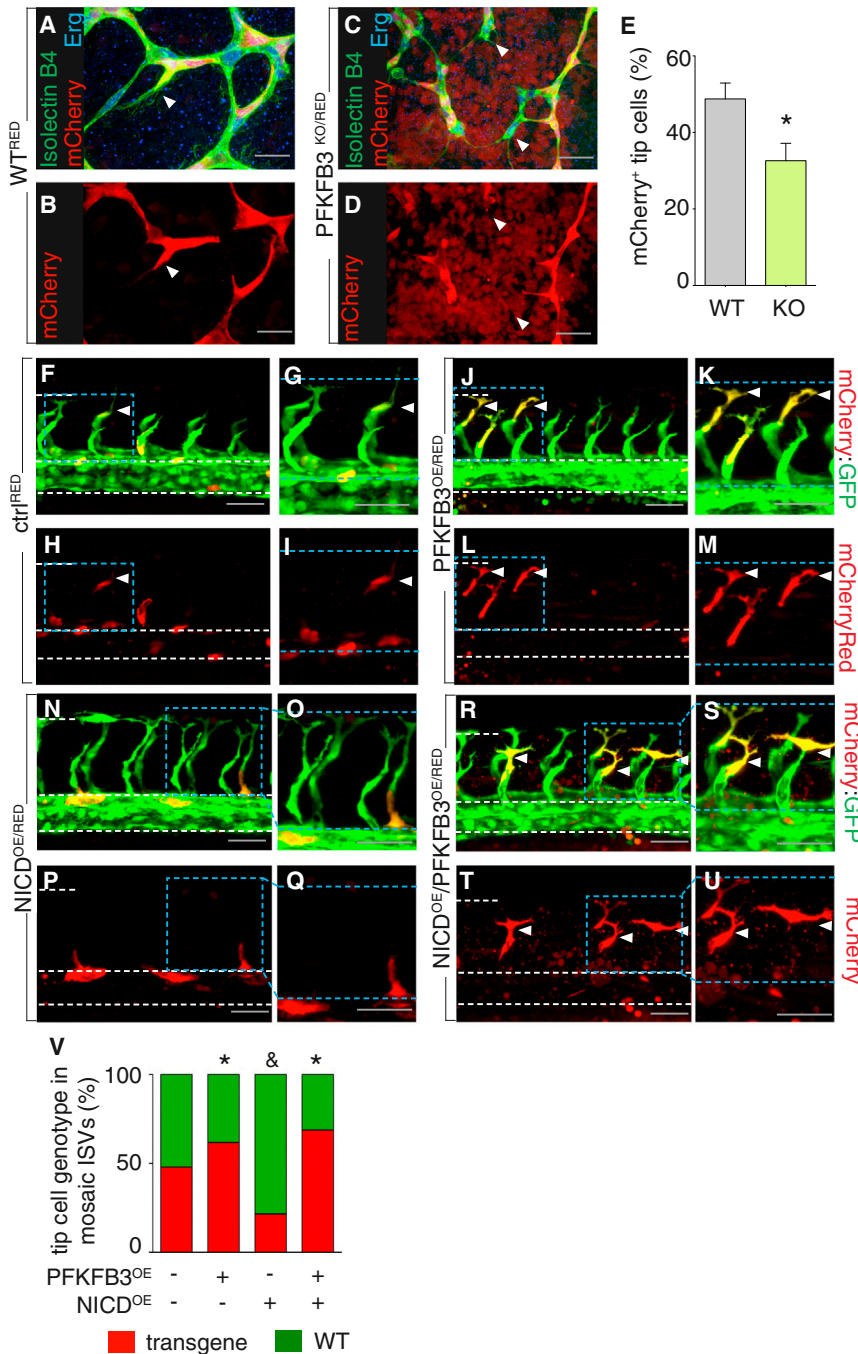 A
C
E
Isolectin B4 Erg
mCherry
Isolectin B4 Erg
mCherry
WT^RED
PFKFB3 ^KO/RED
B
D
mCherry
mCherry
mCherry⁺ tip cells (%)
60
40
20
0
*
WT KO
F
G
J
K
H
I
L
M
ctrl^RED
PFKFB3^OE/RED
mCherry:GFP
mCherryRed
N
O
R
S
P
Q
T
U
NICD^OE/RED
NICD^OE/PFKFB3^OE/RED
mCherry:GFP
mCherry
V
* & *
tip cell genotype in
mosaic ISVs (%)
100
50
0
PFKFB3^OE - + - +
NICD^OE - - + +
transgene WT